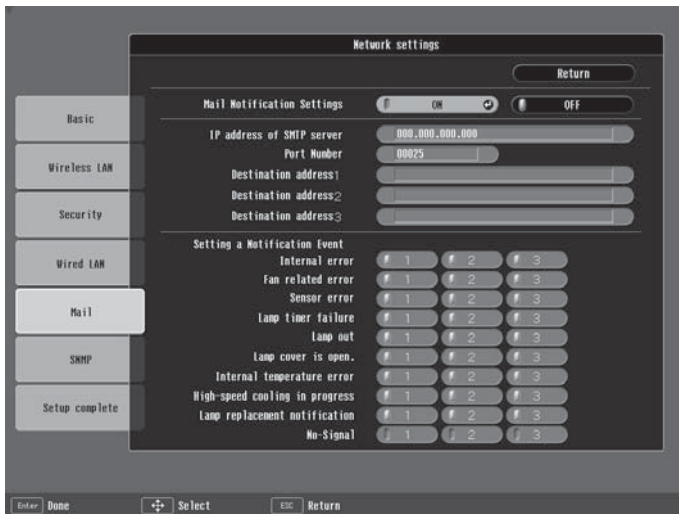 Network settings
Return
Mail Notification Settings ON OFF
IP address of SMTP server 000.000.000.000
Port Number 00025
Destination address1
Destination address2
Destination address3
Setting a Notification Event
Internal error 1 2 3
Fan related error 1 2 3
Sensor error 1 2 3
Lamp timer failure 1 2 3
Lamp out 1 2 3
Lamp cover is open. 1 2 3
Internal temperature error 1 2 3
High-speed cooling in progress 1 2 3
Lamp replacement notification 1 2 3
No-Signal 1 2 3
Basic
Wireless LAN
Security
Wired LAN
Mail
SNMP
Setup complete
Enter Done Select ESC Return